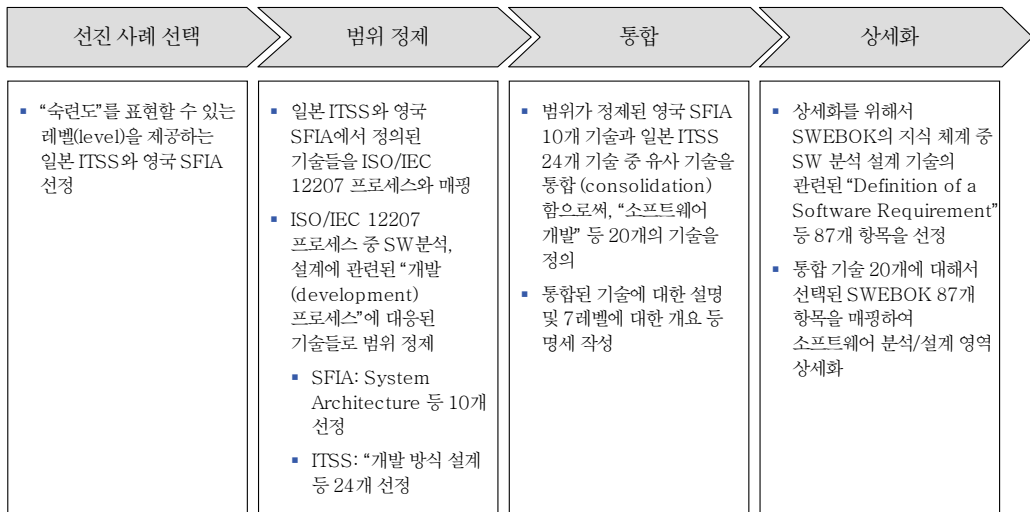 선진 사례 선택
범위 정제
통합
상세화
“숙련도”를 표현할 수 있는
레벨(level)을 제공하는
일본 ITSS와 영국 SFIA
선정
일본 ITSS와 영국
SFIA에서 정의된
기술들을 ISO/IEC
12207 프로세스와 매핑
ISO/IEC 12207
프로세스 중 SW분석,
설계에 관련된 “개발
(development)
프로세스”에 대응된
기술들로 범위 정제
SFIA: System
Architecture 등 10개
선정
ITSS: “개발 방식 설계
등 24개 선정
범위가 정제된 영국 SFIA
10개 기술과 일본 ITSS
24개 기술 중 유사 기술을
통합 (consolidation)
함으로써, “소프트웨어
개발” 등 20개의 기술을
정의
통합된 기술에 대한 설명
및 7레벨에 대한 개요 등
명세 작성
상세화를 위해서
SWEBOK의 지식 체계 중
SW 분석 설계 기술의
관련된 “Definition of a
Software Requirement”
등 87개 항목을 선정
통합 기술 20개에 대해서
선택된 SWEBOK 87개
항목을 매핑하여
소프트웨어 분석/설계 영역
상세화